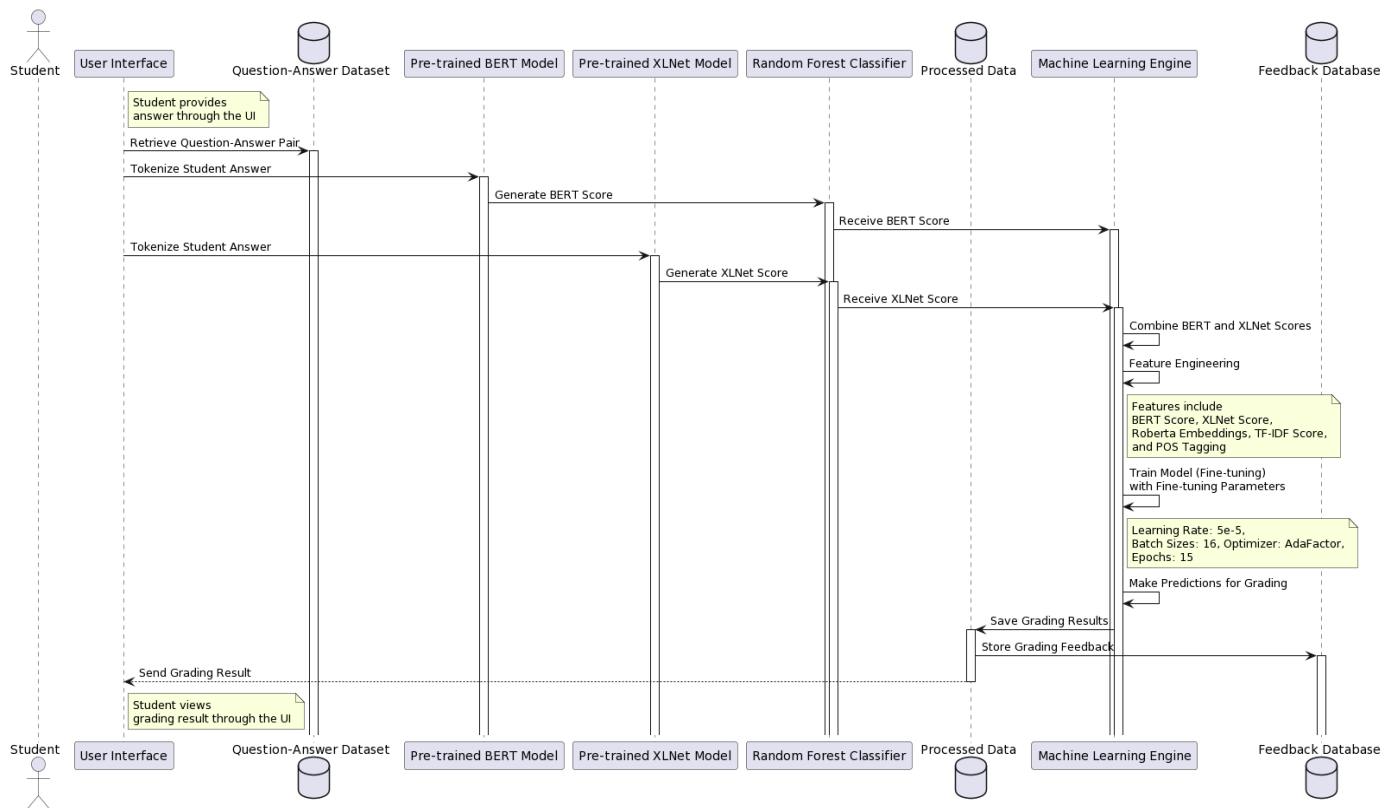 Student
User Interface
Question-Answer Dataset
Pre-trained BERT Model
Pre-trained XLNet Model
Random Forest Classifier
Processed Data
Machine Learning Engine
Feedback Database
Student provides
answer through the UI
Retrieve Question-Answer Pair
Tokenize Student Answer
Generate BERT Score
Receive BERT Score
Tokenize Student Answer
Generate XLNet Score
Receive XLNet Score
Combine BERT and XLNet Scores
Feature Engineering
Features include
BERT Score, XLNet Score,
Roberta Embeddings, TF-IDF Score,
and POS Tagging
Train Model (Fine-tuning)
with Fine-tuning Parameters
Learning Rate: 5e-5,
Batch Sizes: 16, Optimizer: AdaFactor,
Epochs: 15
Make Predictions for Grading
Save Grading Results
Store Grading Feedback
Send Grading Result
Student views
grading result through the UI
Student
User Interface
Question-Answer Dataset
Pre-trained BERT Model
Pre-trained XLNet Model
Random Forest Classifier
Processed Data
Machine Learning Engine
Feedback Database